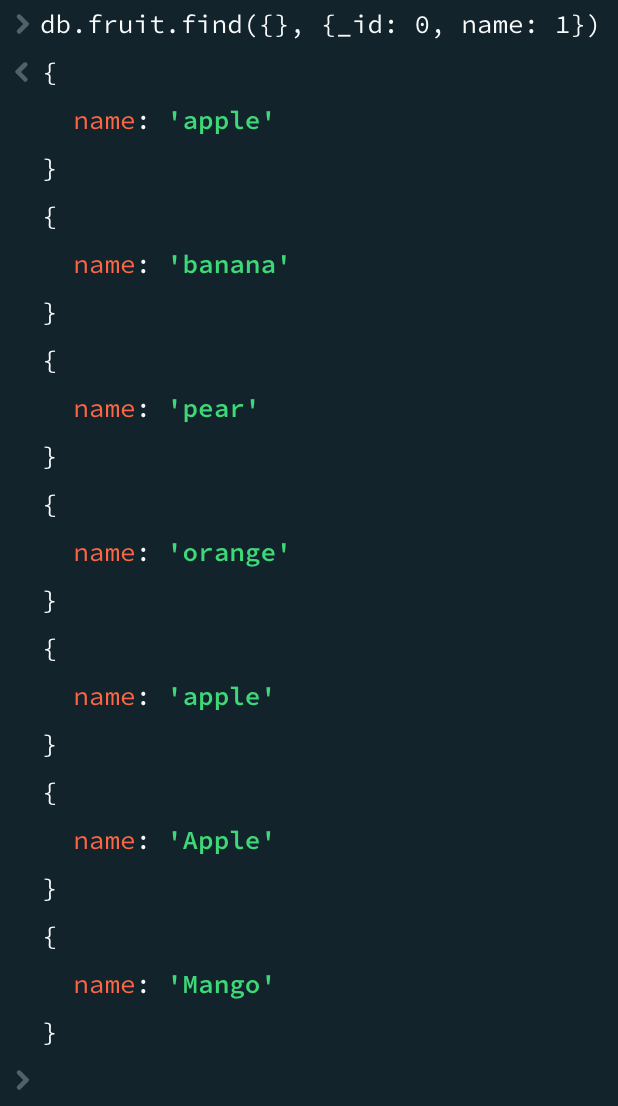 > db.fruit.find({}, {_id: 0, name: 1})
< {
name: 'apple'
}
{
name: 'banana'
}
{
name: 'pear'
}
{
name: 'orange'
}
{
name: 'apple'
}
{
name: 'Apple'
}
{
name: 'Mango'
}
>